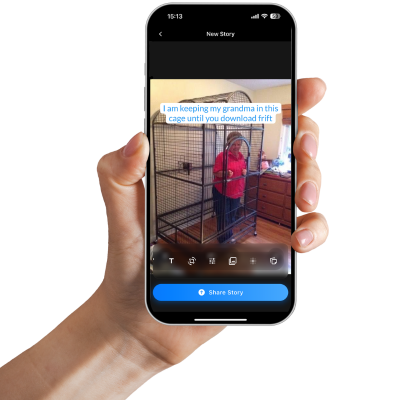 15:13
New Story
I am keeping my grandma in this
cage until you download frift
T
Share Story